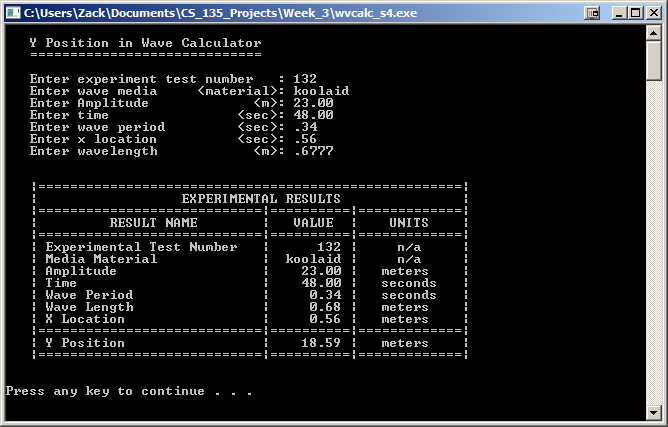 C:\Users\Zack\Documents\CS_135_Projects\Week_3\wvcalc_s4.exe
Y Position in Wave Calculator
=============================
Enter experiment test number   : 132
Enter wave media     <material>: koolaid
Enter Amplitude             <m>: 23.00
Enter time                <sec>: 48.00
Enter wave period         <sec>: .34
Enter x location          <sec>: .56
Enter wavelength            <m>: .6777
¦=====================================================¦
¦                  EXPERIMENTAL RESULTS               ¦
¦============================¦==========¦=============¦
¦         RESULT NAME        ¦   VALUE  ¦    UNITS    ¦
¦============================¦==========¦=============¦
¦ Experimental Test Number   ¦      132 ¦     n/a     ¦
¦ Media Material             ¦  koolaid ¦     n/a     ¦
¦ Amplitude                  ¦    23.00 ¦   meters    ¦
¦ Time                       ¦    48.00 ¦   seconds   ¦
¦ Wave Period                ¦     0.34 ¦   seconds   ¦
¦ Wave Length                ¦     0.68 ¦   meters    ¦
¦ X Location                 ¦     0.56 ¦   meters    ¦
¦============================¦==========¦=============¦
¦ Y Position                 ¦    18.59 ¦   meters    ¦
¦============================¦==========¦=============¦
Press any key to continue . . .